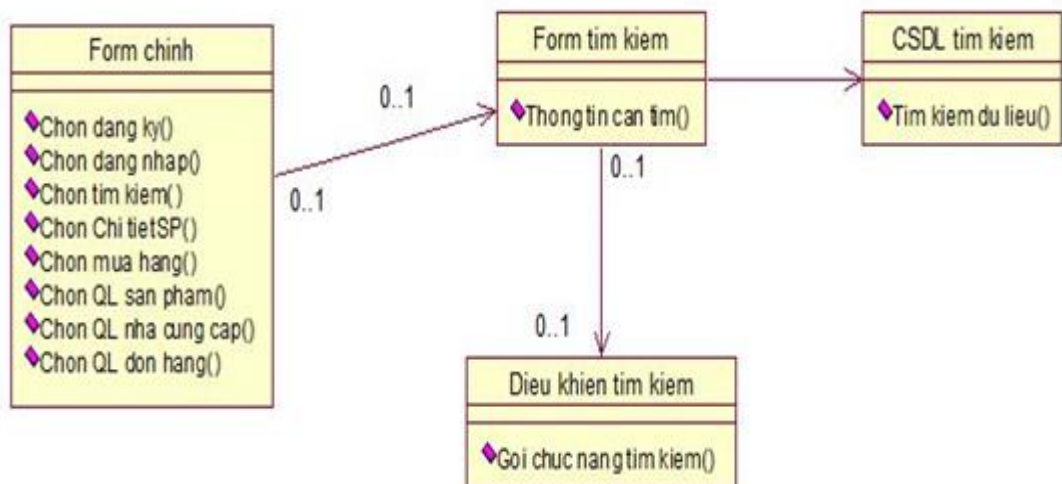 Form chinh
Chon dang ky()
Chon dang nhap()
Chon tim kiem()
Chon Chi tietSP()
Chon mua hang()
Chon QL san pham()
Chon QL nha cung cap()
Chon QL don hang()
0..1
0..1
Form tim kiem
Thong tin can tim()
0..1
0..1
CSDL tim kiem
Tim kiem du lieu()
Dieu khien tim kiem
Goi chuc nang tim kiem()